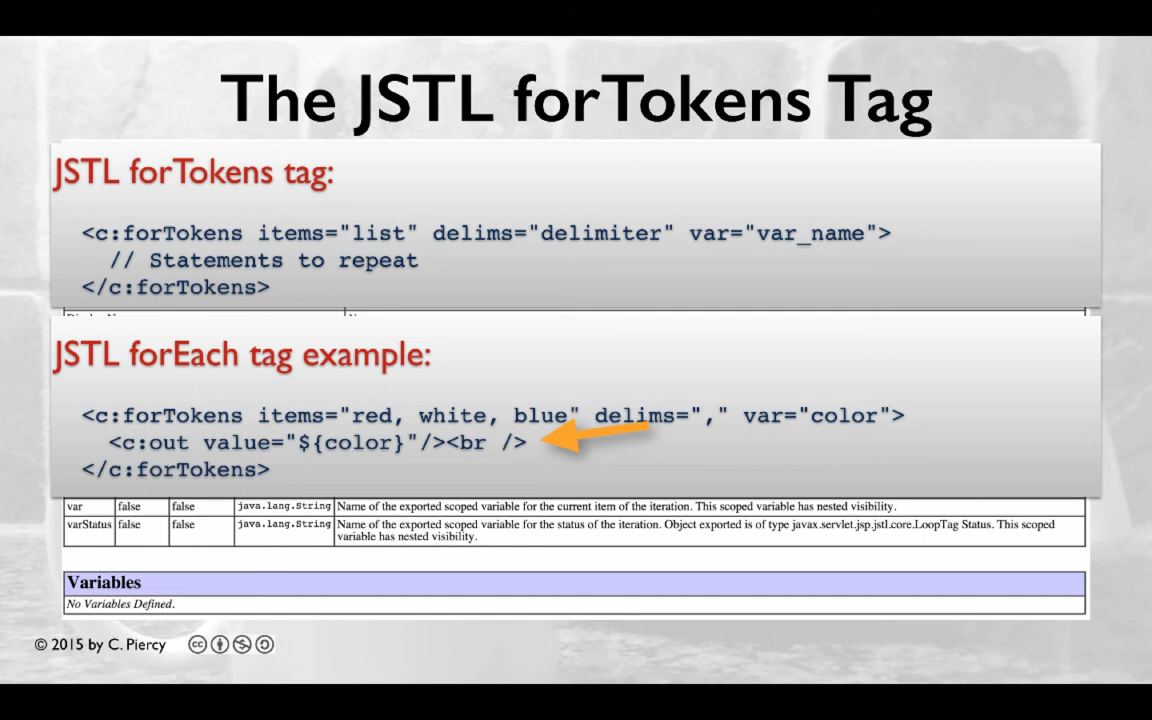 The JSTL forTokens Tag
JSTL forTokens tag:
<c:forTokens items="list" delims="delimiter" var="var_name">
// Statements to repeat
</c:forTokens>
JSTL forEach tag example:
<c:forTokens items="red, white, blue" delims="," var="color">
<c:out value="${color}"/><br />
</c:forTokens>
var false false java.lang.String Name of the exported scoped variable for the current item of the iteration. This scoped variable has nested visibility.
varStatus false false java.lang.String Name of the exported scoped variable for the status of the iteration. Object exported is of type javax.servlet.jsp.jstl.core.LoopTag Status. This scoped
variable has nested visibility.
Variables
No Variables Defined.
© 2015 by C. Piercy